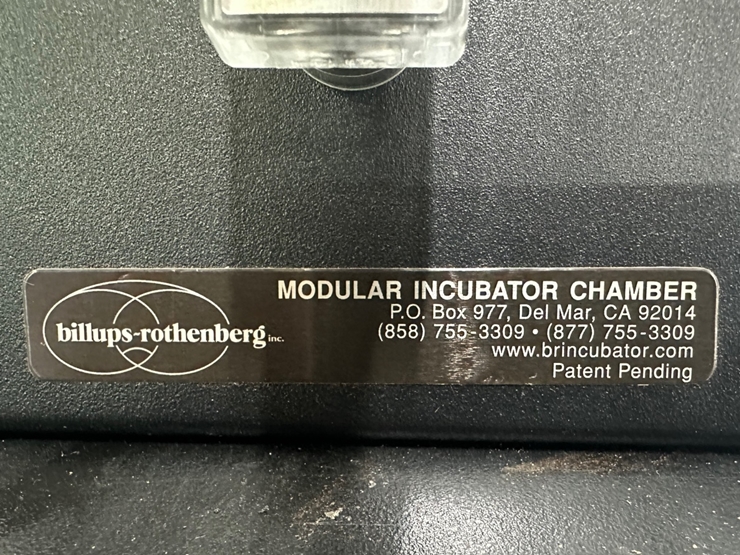 billups-rothenberg inc.
MODULAR INCUBATOR CHAMBER
P.O. Box 977, Del Mar, CA 92014
(858) 755-3309 • (877) 755-3309
www.brincubator.com
Patent Pending